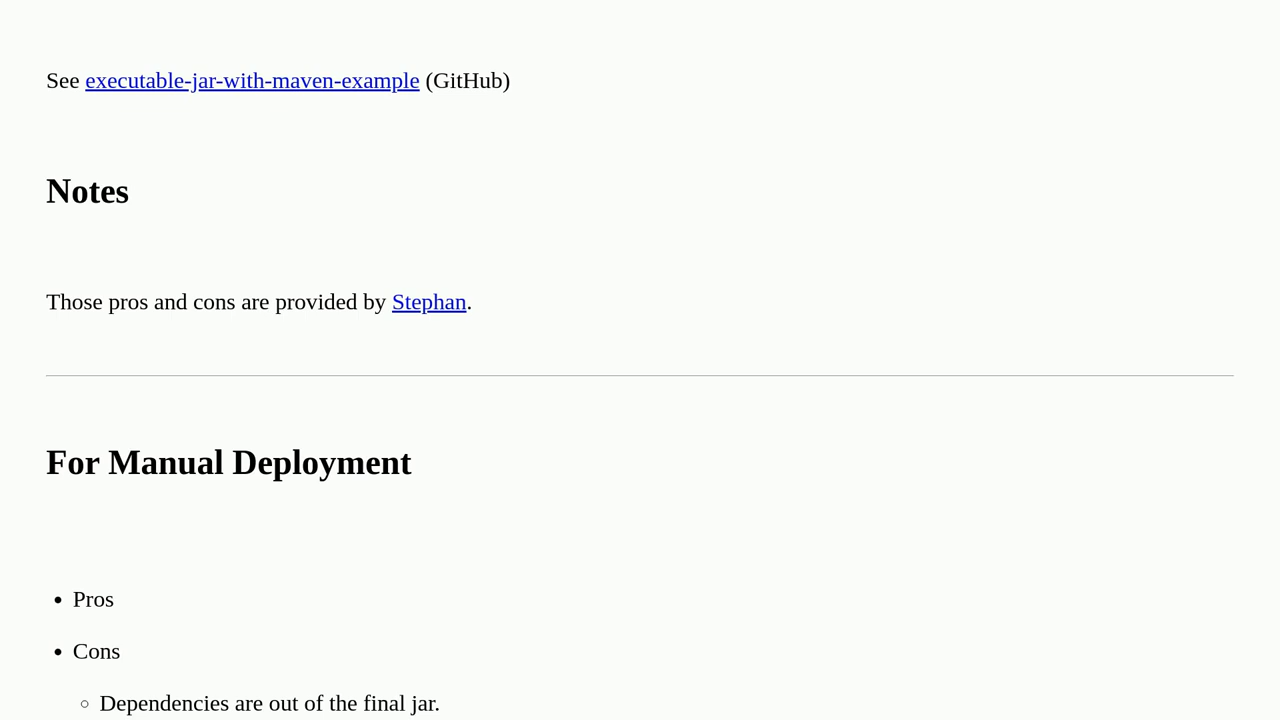 See executable-jar-with-maven-example (GitHub)
Notes
Those pros and cons are provided by Stephan.
For Manual Deployment
Pros
Cons
Dependencies are out of the final jar.